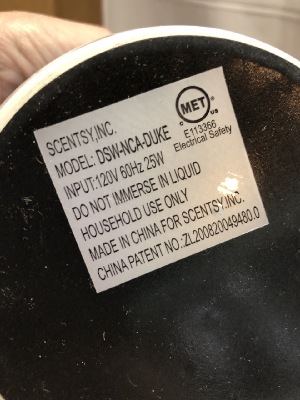 SCENTSY,INC.
MODEL: DSW-NCA-DUKE
INPUT:120V 60Hz 25W
DO NOT IMMERSE IN LIQUID
HOUSEHOLD USE ONLY
MADE IN CHINA FOR SCENTSY,INC.
CHINA PATENT NO.:ZL200820049480.0
MET
c us
E113366
Electrical Safety